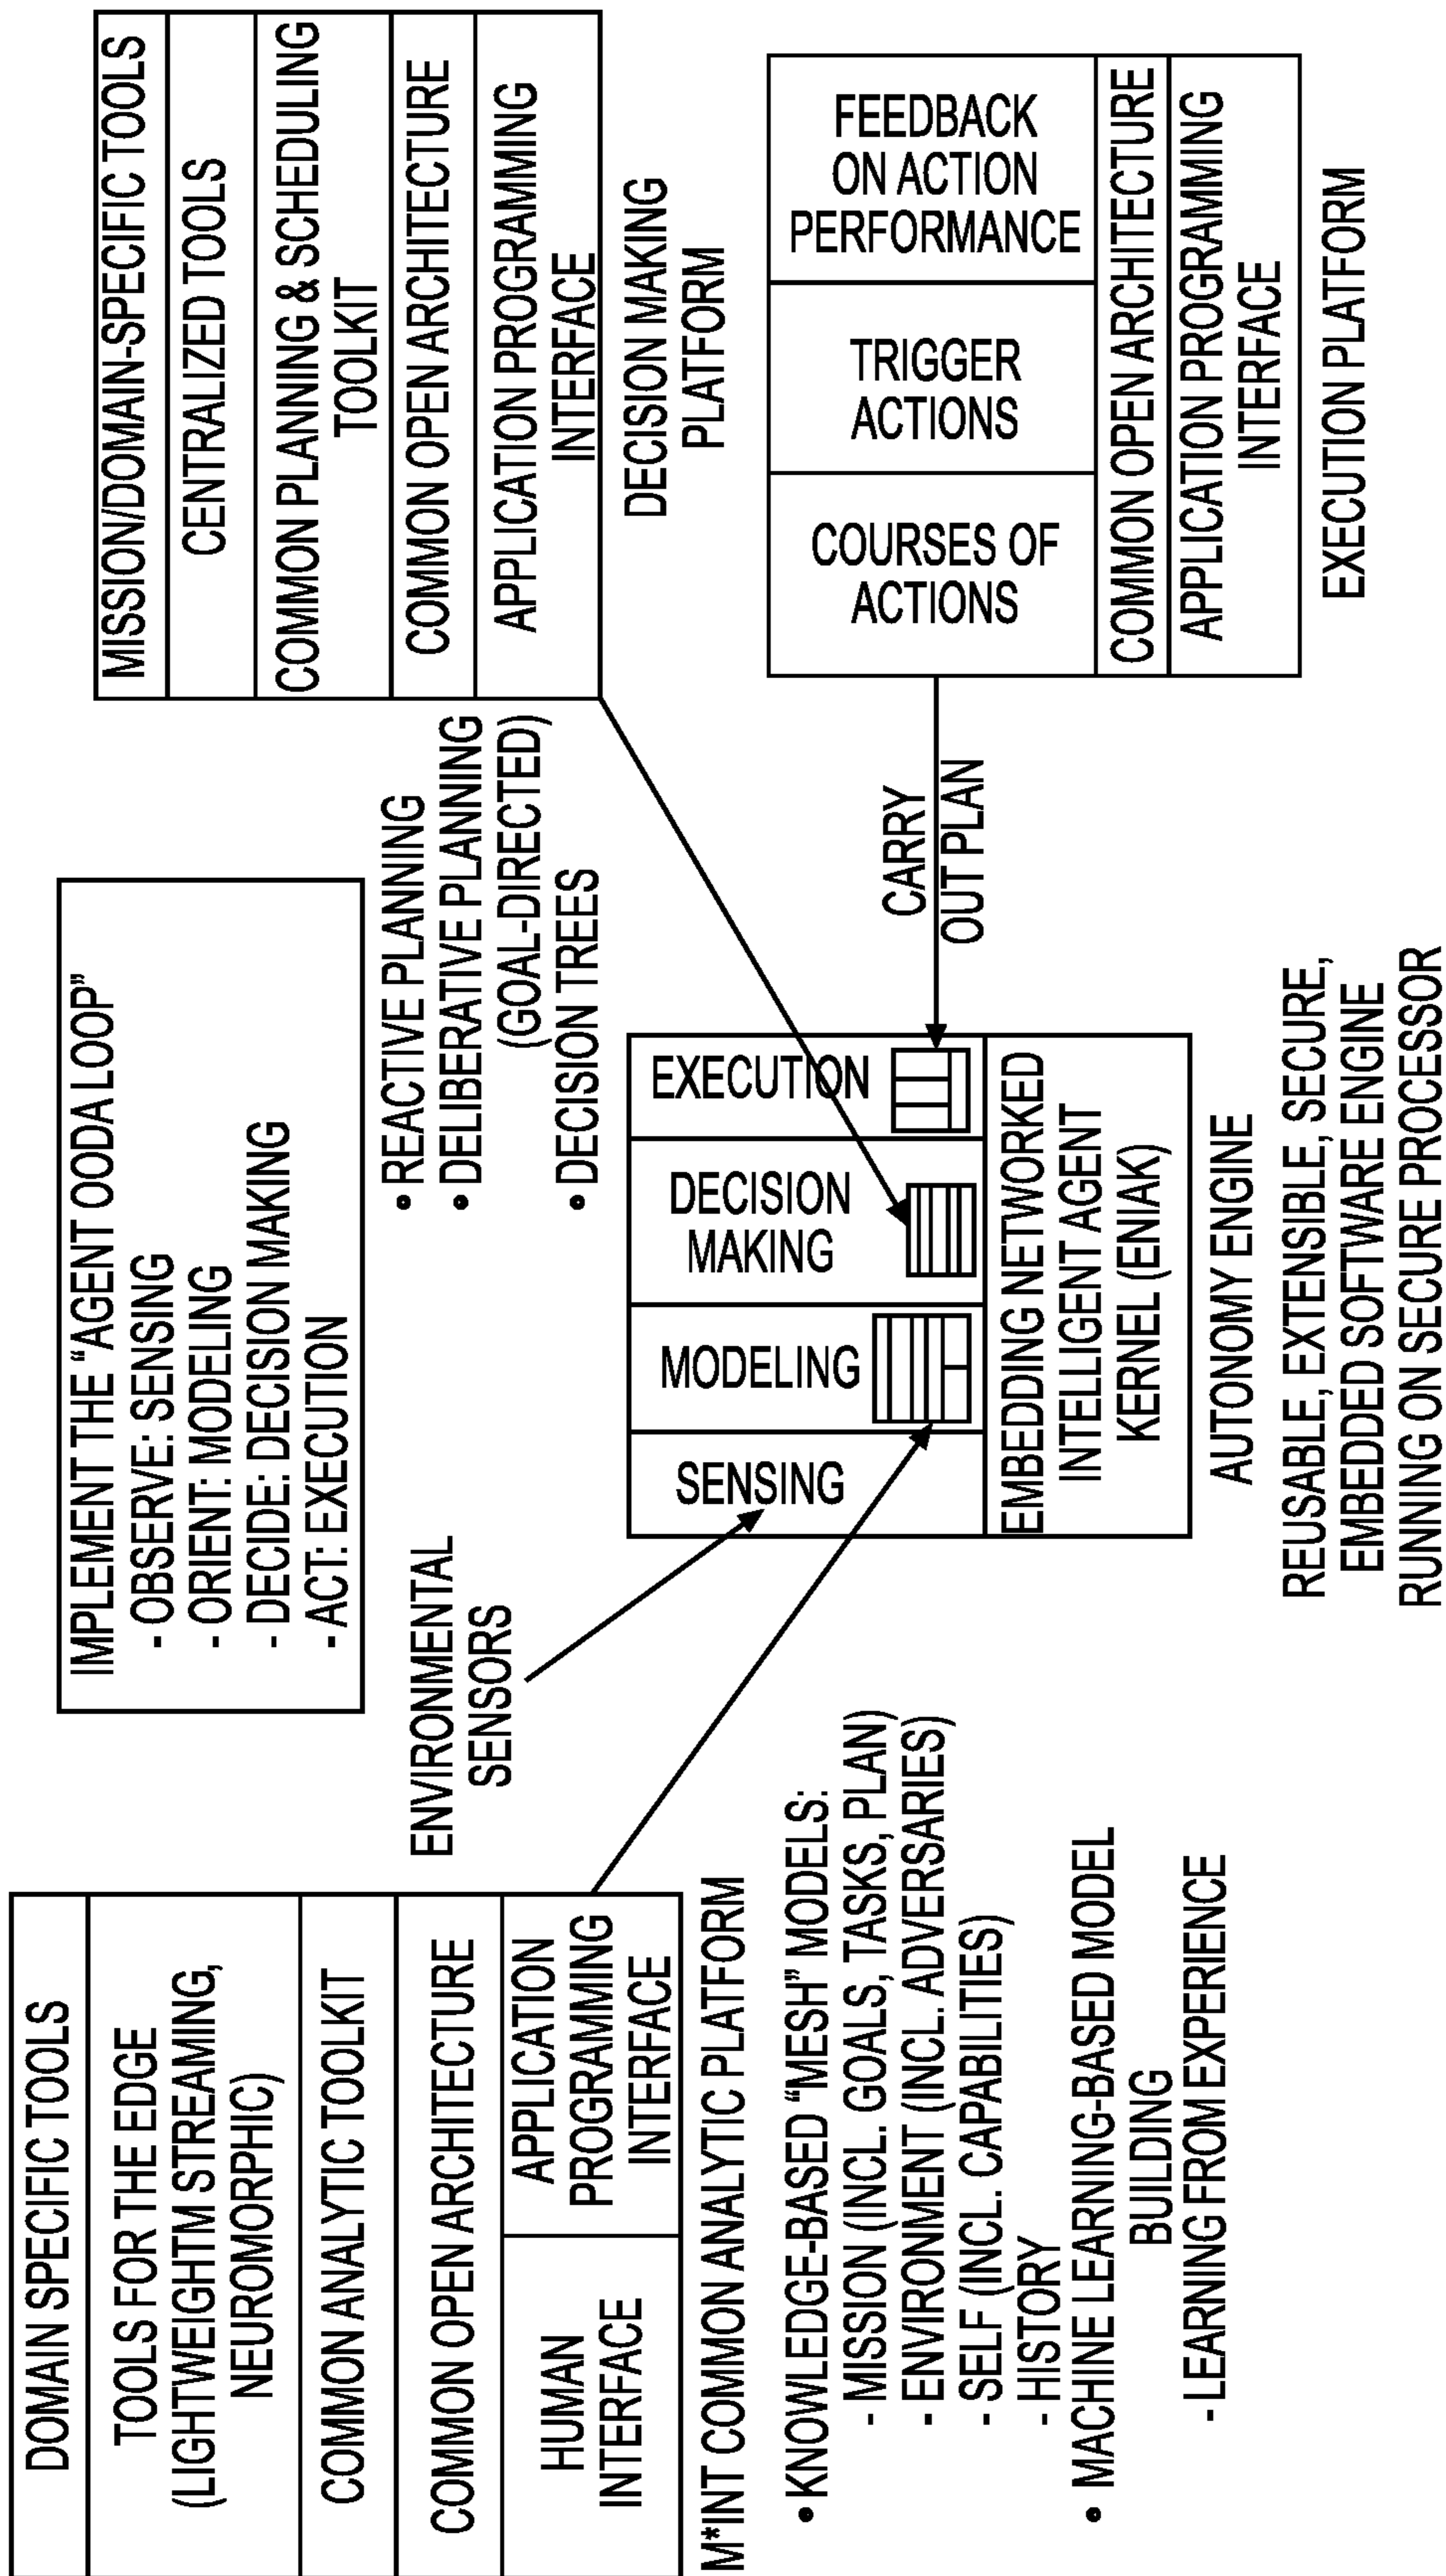 DOMAIN SPECIFIC TOOLS
TOOLS FOR THE EDGE
(LIGHTWEIGHTM STREAMING,
NEUROMORPHIC)
COMMON ANALYTIC TOOLKIT
COMMON OPEN ARCHITECTURE
HUMAN
INTERFACE
APPLICATION
PROGRAMING
INTERFACE
M*INT COMMON ANALYTIC PLATFORM
• KNOWLEDGE-BASED “MESH” MODELS:
- MISSION (INCL. GOALS, TASKS, PLAN)
- ENVIRONMENT (INCL. ADVERSARIES)
- SELF (INCL. CAPABILITIES)
- HISTORY
• MACHINE LEARNING-BASED MODEL
BUILDING
- LEARNING FROM EXPERIENCE
IMPLEMENT THE “AGENT OODA LOOP”
- OBSERVE: SENSING
- ORIENT: MODELING
- DECIDE: DECISION MAKING
- ACT: EXECUTION
ENVIRONMENTAL
SENSORS
• REACTIVE PLANNING
• DELIBERATIVE PLANNING
(GOAL-DIRECTED)
• DECISION TREES
SENSING
MODELING
DECISION
MAKING
EXECUTION
EMBEDDING NETWORKED
INTELLIGENT AGENT
KERNEL (ENIAK)
AUTONOMY ENGINE
REUSABLE, EXTENSIBLE, SECURE,
EMBEDDED SOFTWARE ENGINE
RUNNING ON SECURE PROCESSOR
MISSION/DOMAIN-SPECIFIC TOOLS
CENTRALIZED TOOLS
COMMON PLANNING & SCHEDULING
TOOLKIT
COMMON OPEN ARCHITECTURE
APPLICATION PROGRAMMING
INTERFACE
DECISION MAKING
PLATFORM
CARRY
OUT PLAN
COURSES OF
ACTIONS
TRIGGER
ACTIONS
FEEDBACK
ON ACTION
PERFORMANCE
COMMON OPEN ARCHITECTURE
APPLICATION PROGRAMMING
INTERFACE
EXECUTION PLATFORM